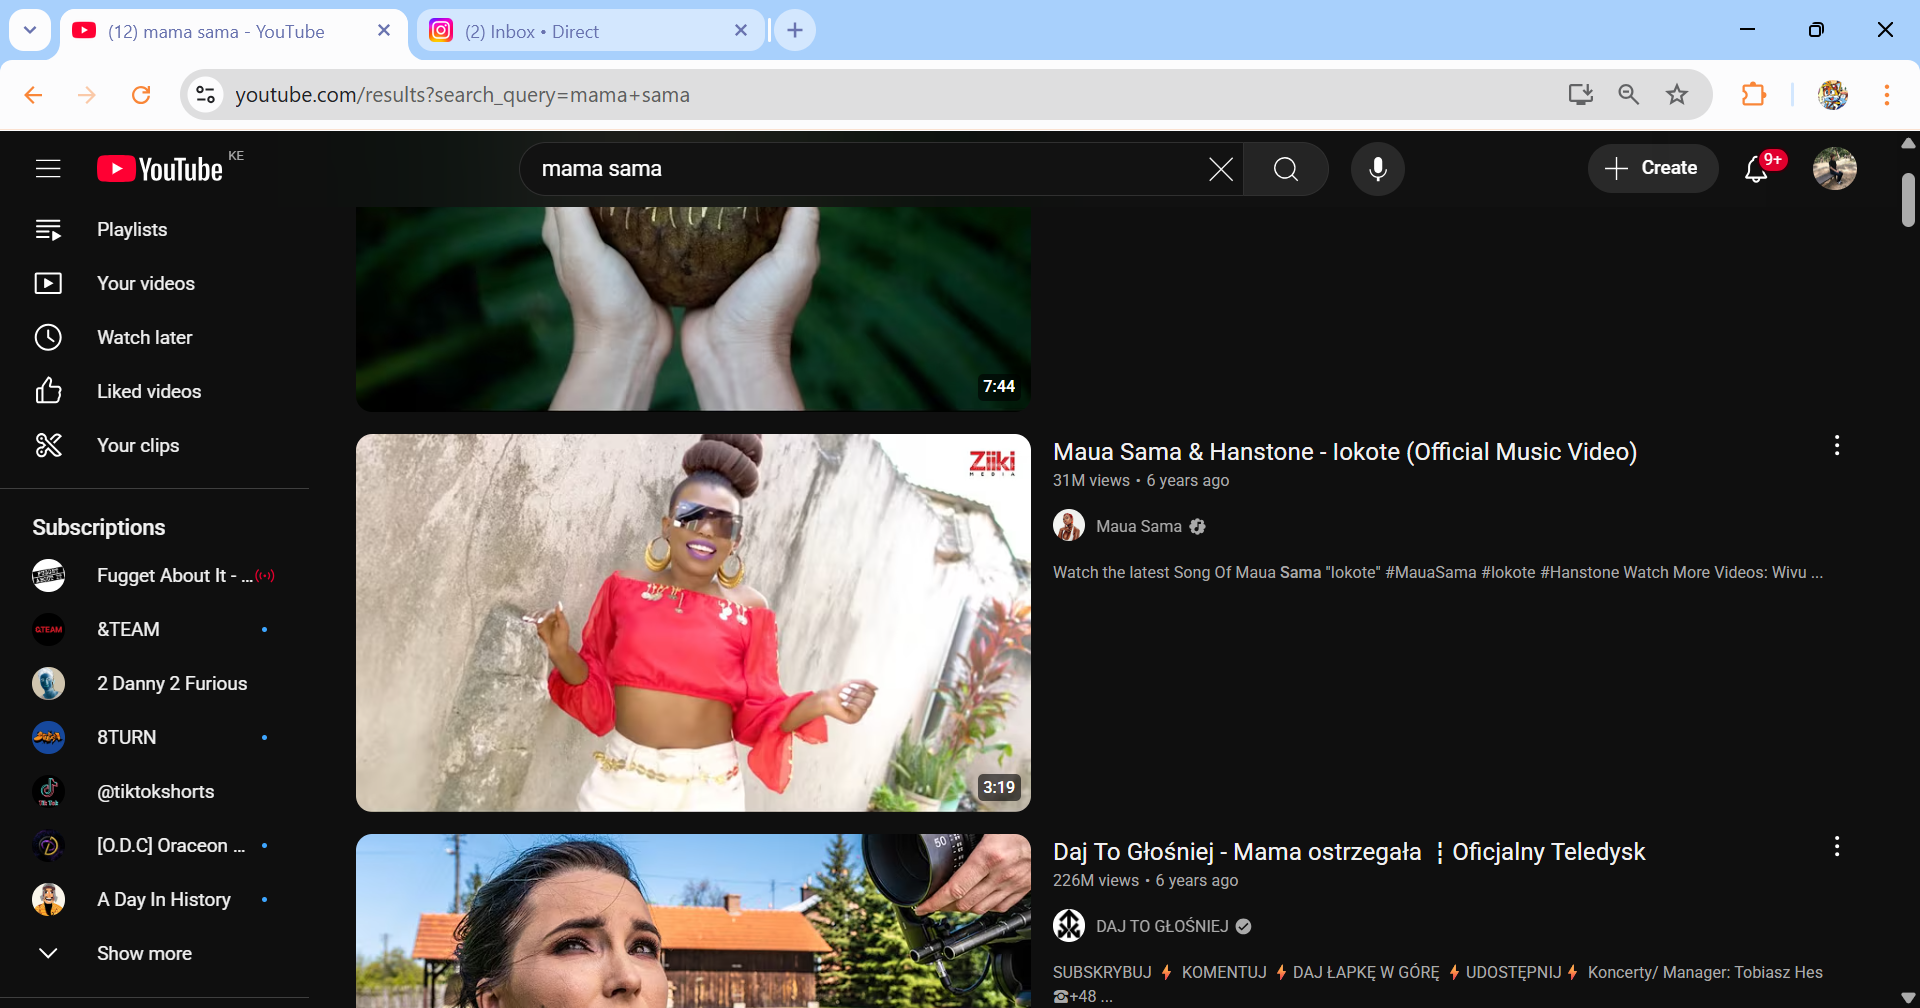 (12) mama sama - YouTube
(2) Inbox • Direct
youtube.com/results?search_query=mama+sama
YouTube KE
mama sama
Create
9+
Playlists
Your videos
Watch later
Liked videos
Your clips
Subscriptions
Fugget About It - ...
&TEAM
2 Danny 2 Furious
8TURN
@tiktokshorts
[O.D.C] Oraceon ...
A Day In History
Show more
7:44
Ziiki
MEDIA
3:19
Maua Sama & Hanstone - Iokote (Official Music Video)
31M views • 6 years ago
Maua Sama
Watch the latest Song Of Maua Sama "Iokote" #MauaSama #Iokote #Hanstone Watch More Videos: Wivu ...
50
Daj To Głośniej - Mama ostrzegała ┇ Oficjalny Teledysk
226M views • 6 years ago
DAJ TO GŁOŚNIEJ
SUBSKRYBUJ ⚡ KOMENTUJ ⚡ DAJ ŁAPKĘ W GÓRĘ ⚡ UDOSTĘPNIJ ⚡ Koncerty/ Manager: Tobiasz Hes
☎+48 ...